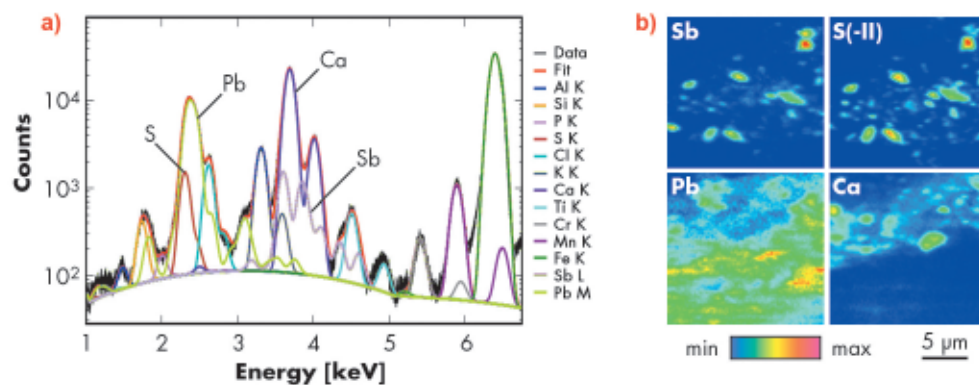 a)
Counts
10⁴
10³
10²
S
Pb
Ca
Sb
1 2 3 4 5 6
Energy [keV]
Data
Fit
Al K
Si K
P K
S K
Cl K
K K
Ca K
Ti K
Cr K
Mn K
Fe K
Sb L
Pb M
b)
Sb
S(-II)
Pb
Ca
min max
5 µm